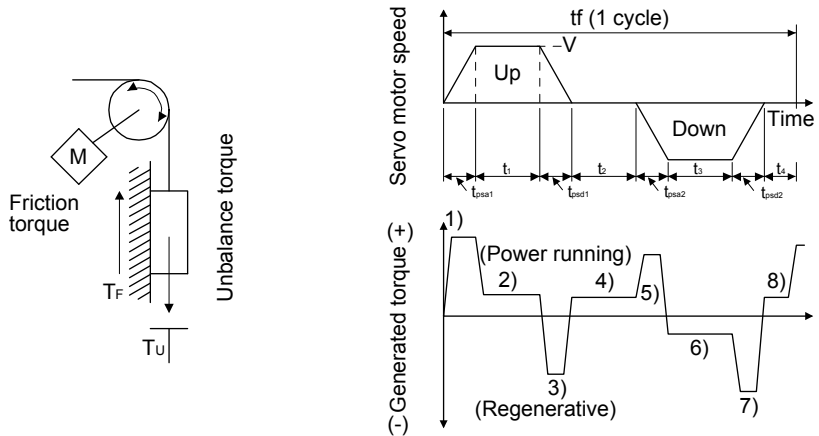 M
Friction
torque
TF
TU
Unbalance torque
Servo motor speed
tf (1 cycle)
V
Up
Down
Time
tpsa1
t1
tpsd1
t2
tpsa2
t3
tpsd2
t4
(+)
Generated torque
(-)
(Power running)
(Regenerative)
1)
2)
3)
4)
5)
6)
7)
8)